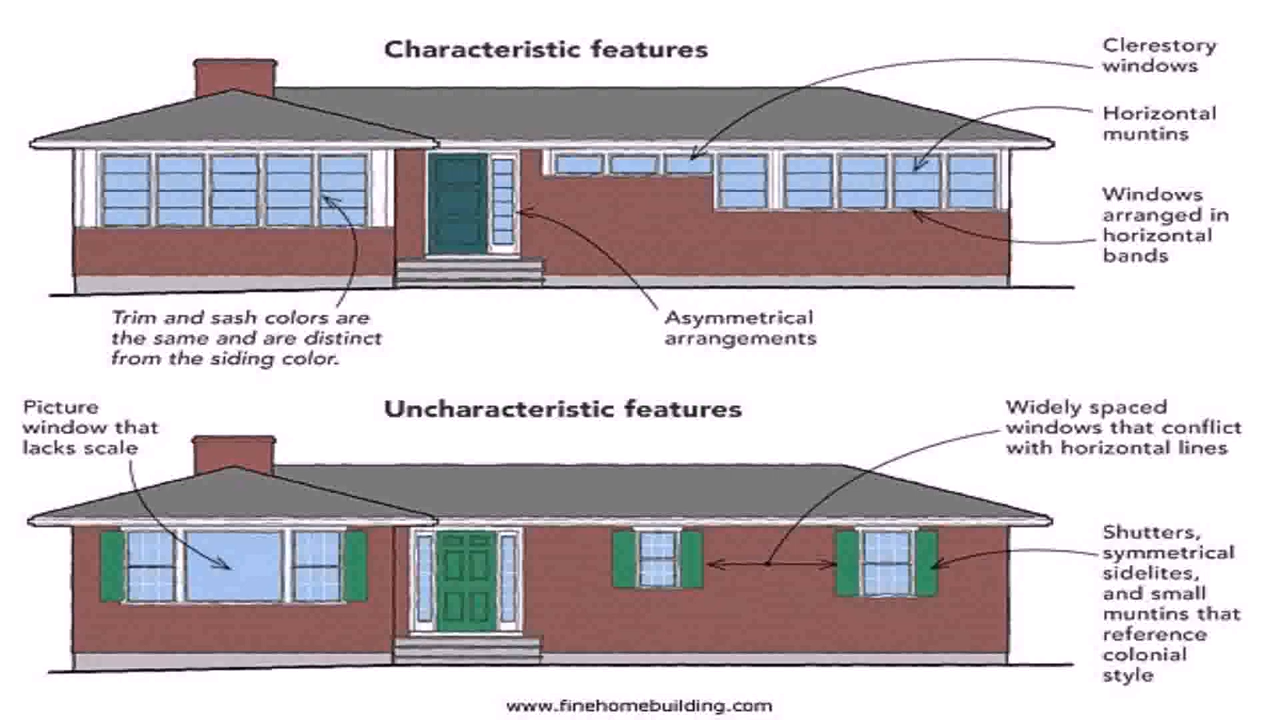 Characteristic features
Clerestory
windows
Horizontal
muntins
Windows
arranged in
horizontal
bands
Trim and sash colors are
the same and are distinct
from the siding color.
Asymmetrical
arrangements
Uncharacteristic features
Picture
window that
lacks scale
Widely spaced
windows that conflict
with horizontal lines
Shutters,
symmetrical
sidelites,
and small
muntins that
reference
colonial
style
www.finehomebuilding.com